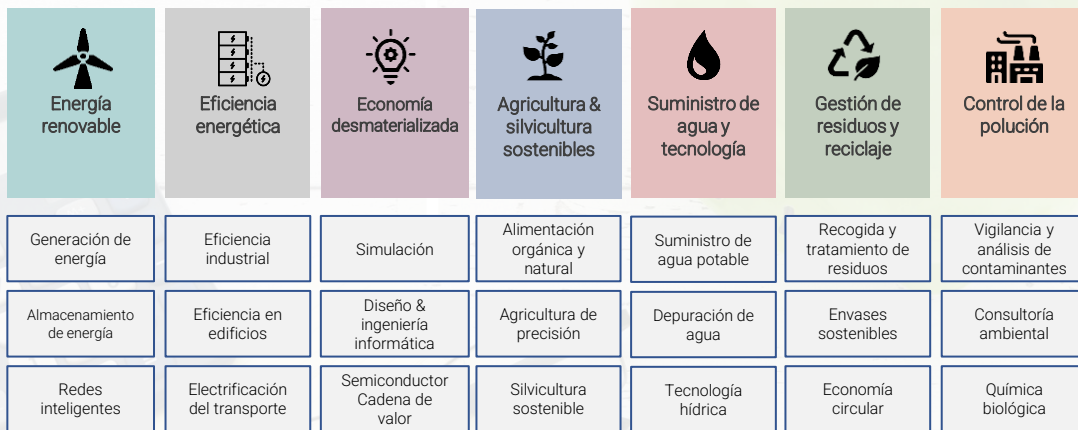 Energía
renovable
Eficiencia
energética
Economía
desmaterializada
Agricultura &
silvicultura
sostenibles
Suministro de
agua y
tecnología
Gestión de
residuos y
reciclaje
Control de la
polución
Generación de
energía
Eficiencia
industrial
Simulación
Alimentación
orgánica y
natural
Suministro de
agua potable
Recogida y
tratamiento de
residuos
Vigilancia y
análisis de
contaminantes
Almacenamiento
de energía
Eficiencia en
edificios
Diseño &
ingeniería
informática
Agricultura de
precisión
Depuración de
agua
Envases
sostenibles
Consultoría
ambiental
Redes
inteligentes
Electrificación
del transporte
Semiconductor
Cadena de
valor
Silvicultura
sostenible
Tecnología
hídrica
Economía
circular
Química
biológica